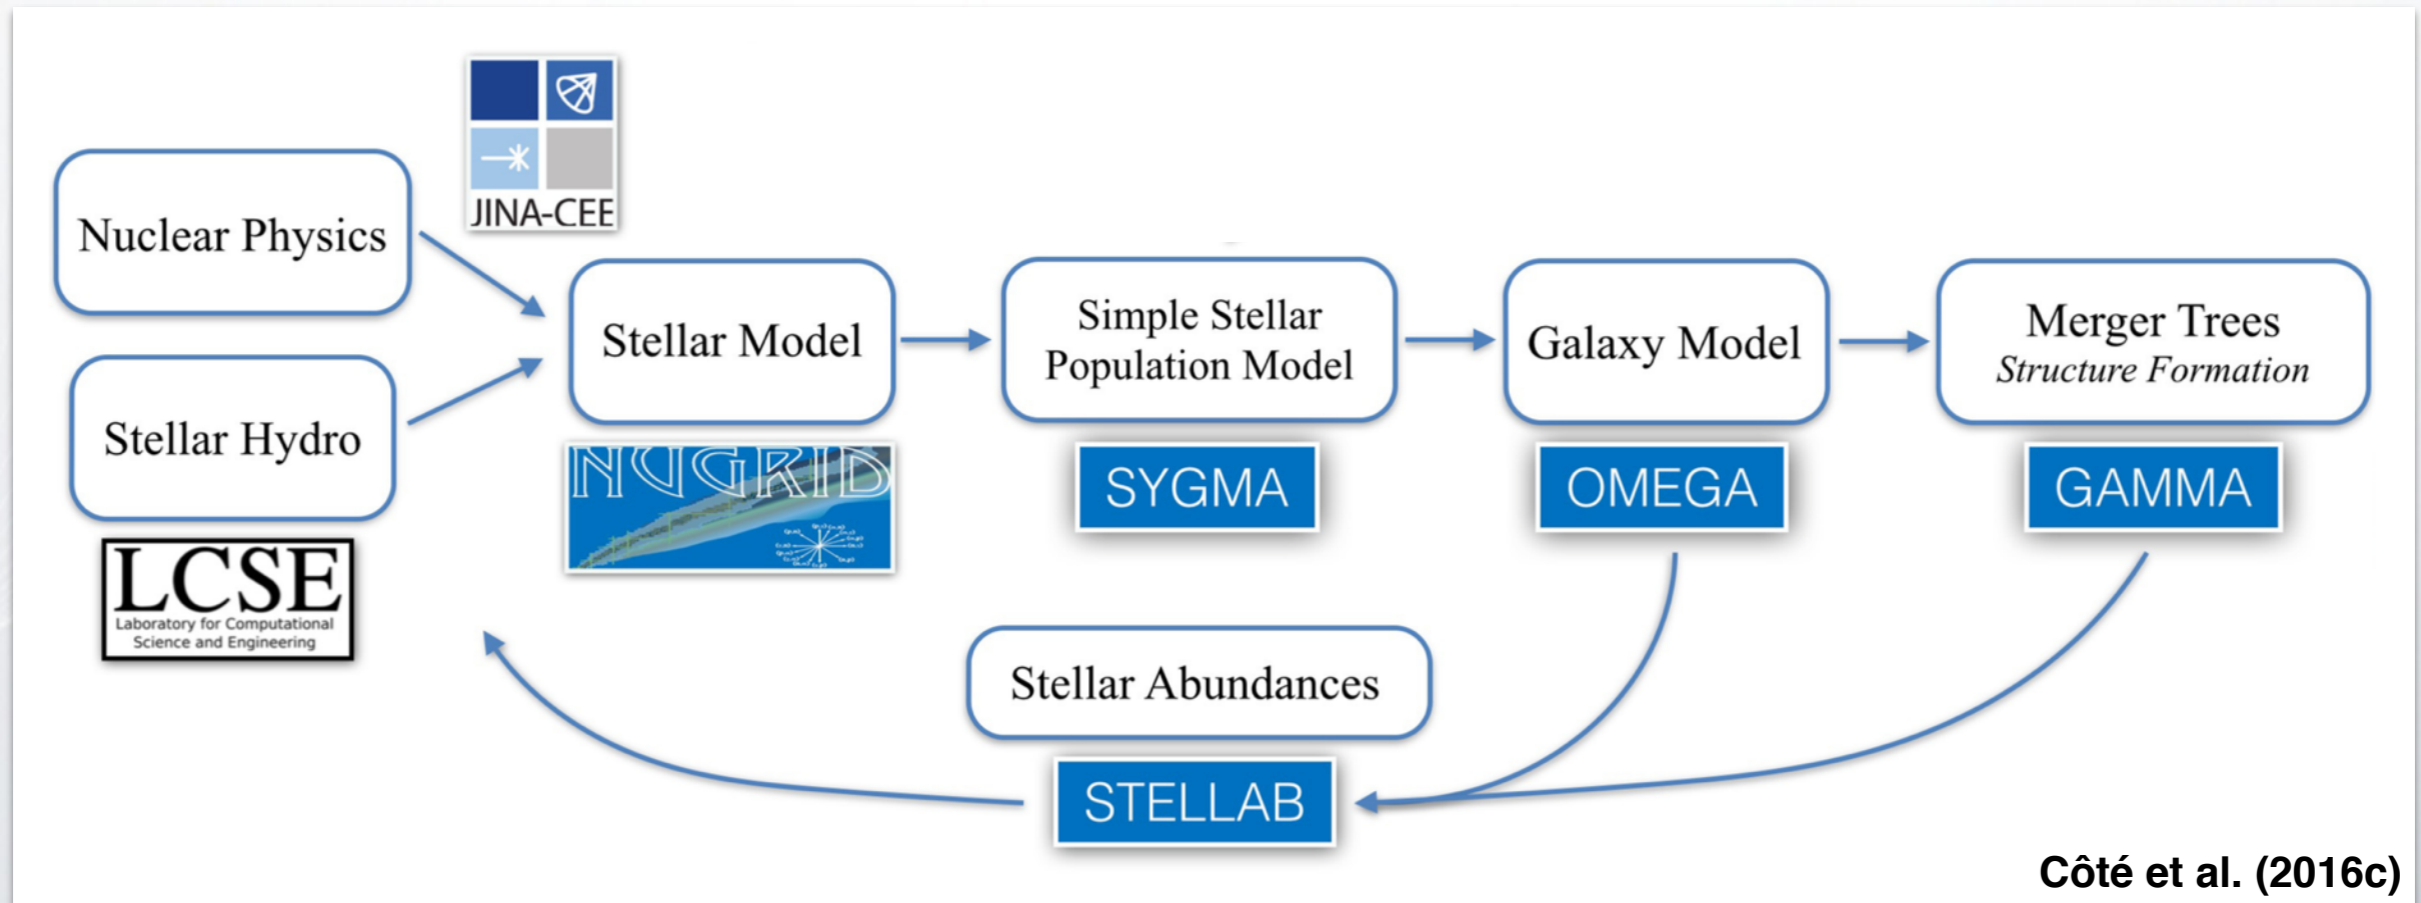 JINA-CEE
Nuclear Physics
Stellar Hydro
LCSE
Laboratory for Computational
Science and Engineering
Stellar Model
NUGRID
Simple Stellar
Population Model
SYGMA
Galaxy Model
OMEGA
Merger Trees
Structure Formation
GAMMA
Stellar Abundances
STELLAB
Côté et al. (2016c)